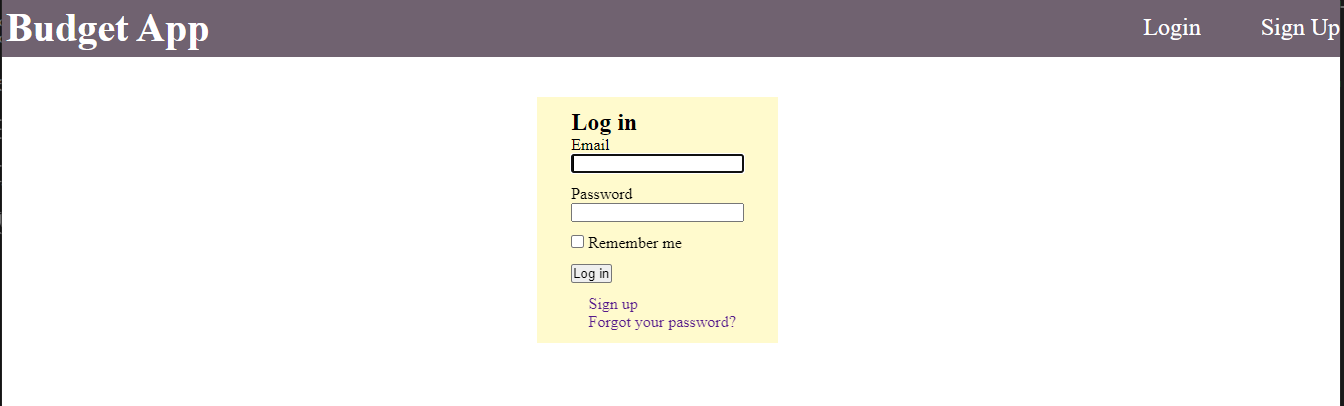 Budget App Login Sign Up
Log in
Email
Password
Remember me
Log in
Sign up
Forgot your password?